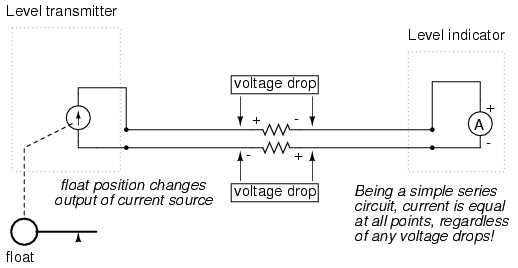 Level transmitter
Level indicator
voltage drop
+ -
A
+
-
- +
voltage drop
float position changes
output of current source
Being a simple series
circuit, current is equal
at all points, regardless
of any voltage drops!
float